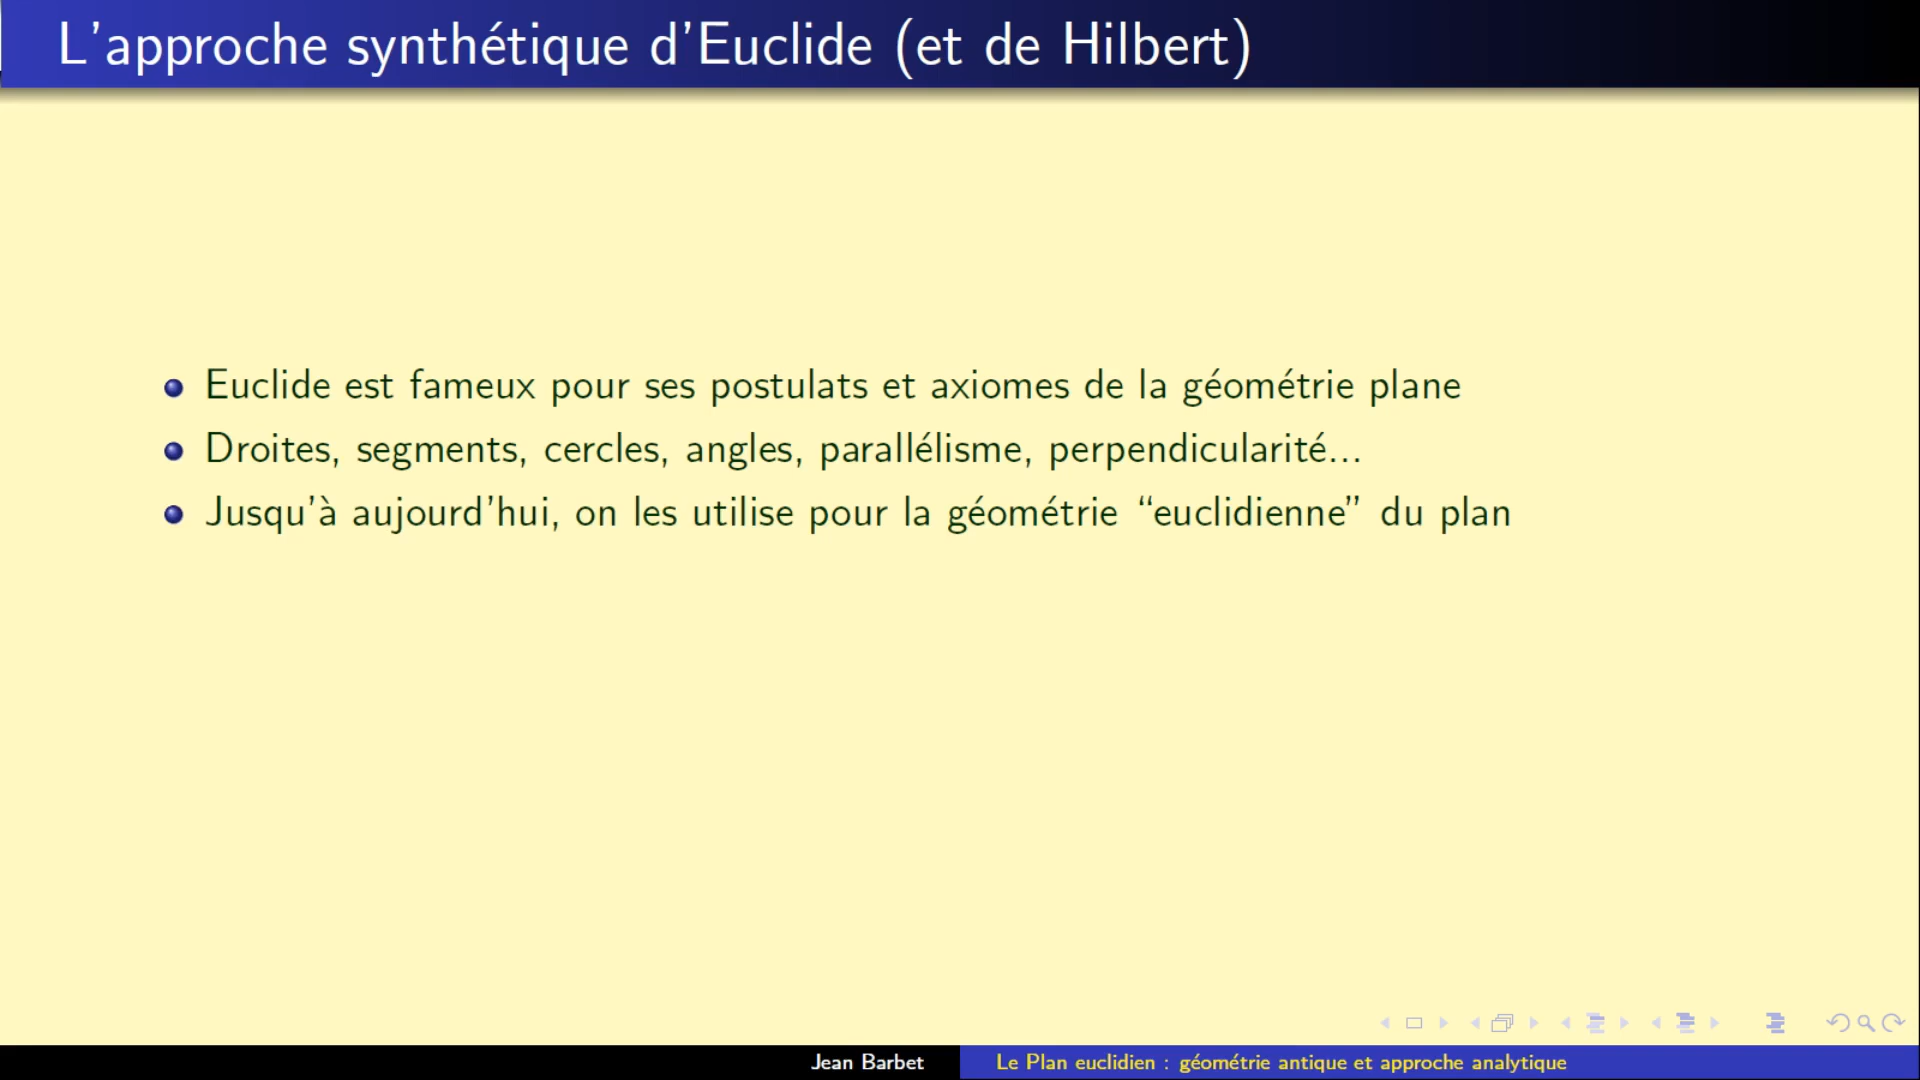 L'approche synthétique d'Euclide (et de Hilbert)
Euclide est fameux pour ses postulats et axiomes de la géométrie plane
Droites, segments, cercles, angles, parallélisme, perpendicularité...
Jusqu'à aujourd'hui, on les utilise pour la géométrie “euclidienne” du plan
Jean Barbet
Le Plan euclidien : géométrie antique et approche analytique